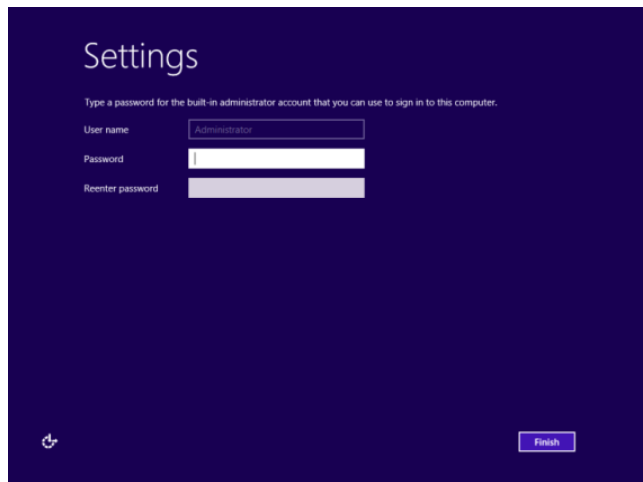 Settings
Type a password for the built-in administrator account that you can use to sign in to this computer.
User name Administrator
Password
Reenter password
Finish